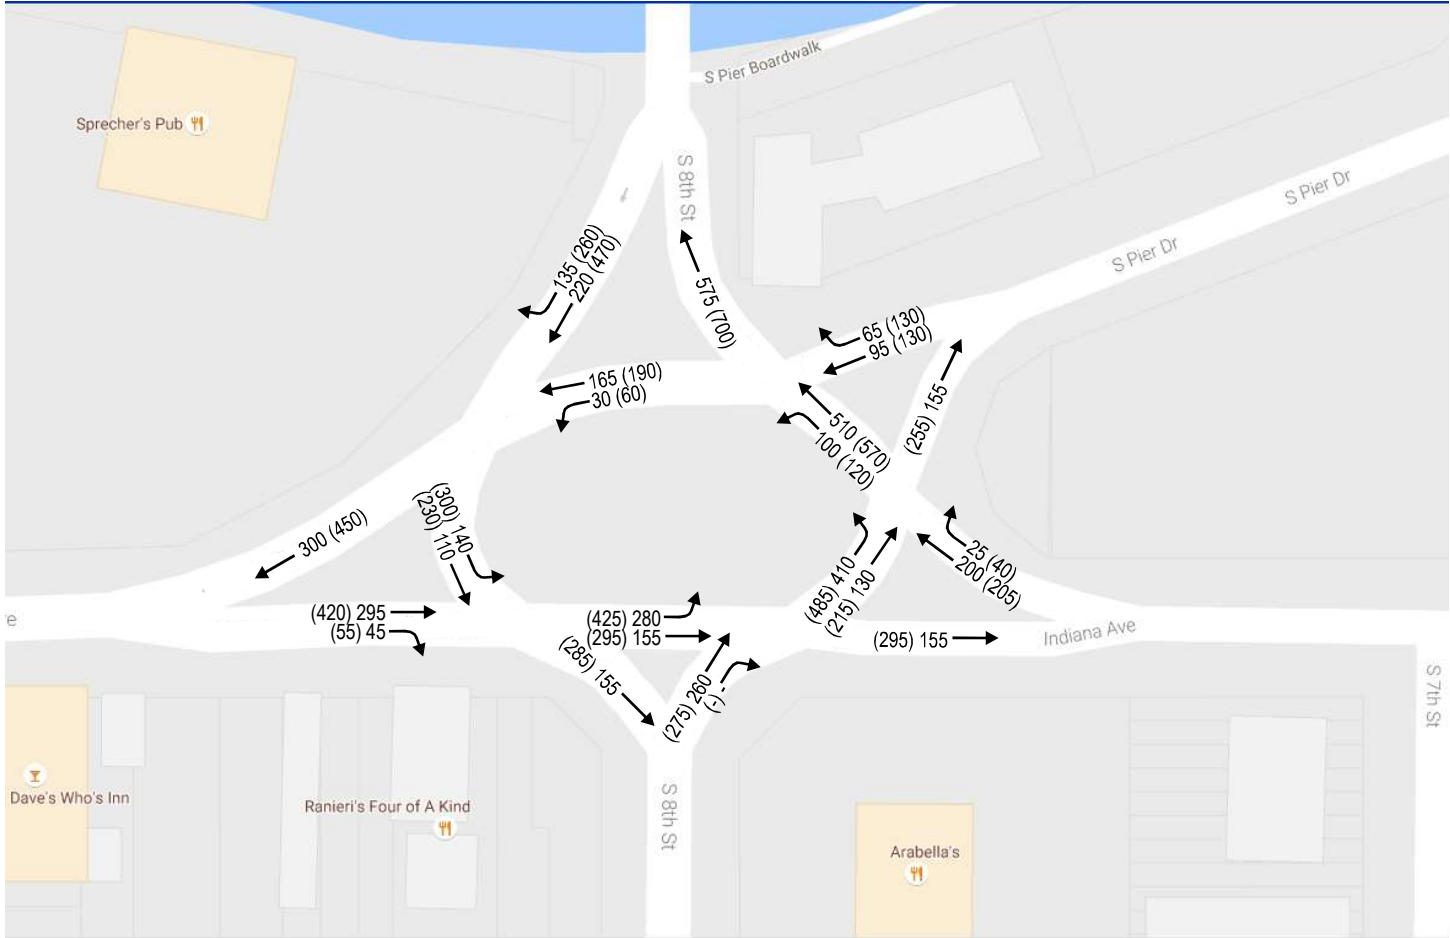 S Pier Boardwalk
Sprecher's Pub
S 8th St
S Pier Dr
S Pier Dr
135 (260)
220 (470)
575 (700)
65 (130)
95 (130)
165 (190)
30 (60)
510 (570)
100 (120)
(255) 155
300 (450)
(300) 140
(230) 110
25 (40)
200 (205)
(485) 410
(215) 130
(420) 295
(55) 45
(425) 280
(295) 155
(295) 155
Indiana Ave
e
(285) 155
(275) 260
(-) -
S 7th St
Dave's Who's Inn
Ranieri's Four of A Kind
S 8th St
Arabella's